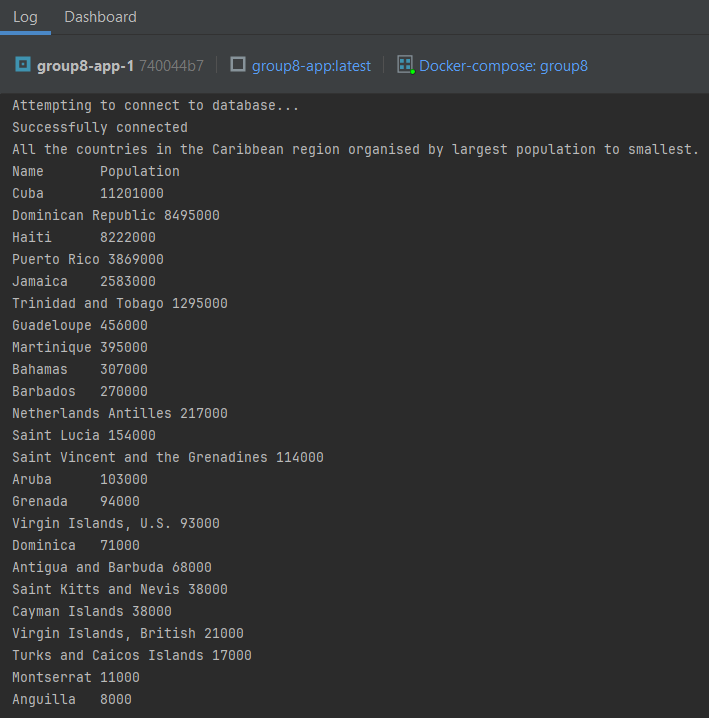 Log Dashboard
group8-app-1 740044b7 group8-app:latest Docker-compose: group8
Attempting to connect to database...
Successfully connected
All the countries in the Caribbean region organised by largest population to smallest.
Name Population
Cuba 11201000
Dominican Republic 8495000
Haiti 8222000
Puerto Rico 3869000
Jamaica 2583000
Trinidad and Tobago 1295000
Guadeloupe 456000
Martinique 395000
Bahamas 307000
Barbados 270000
Netherlands Antilles 217000
Saint Lucia 154000
Saint Vincent and the Grenadines 114000
Aruba 103000
Grenada 94000
Virgin Islands, U.S. 93000
Dominica 71000
Antigua and Barbuda 68000
Saint Kitts and Nevis 38000
Cayman Islands 38000
Virgin Islands, British 21000
Turks and Caicos Islands 17000
Montserrat 11000
Anguilla 8000